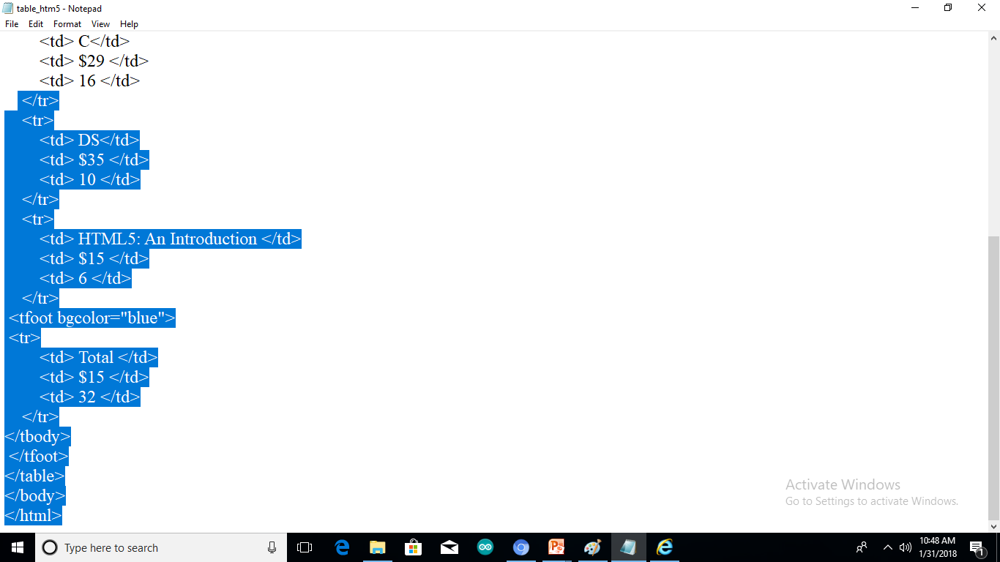 table_htm5 - Notepad
File Edit Format View Help
<td> C</td>
<td> $29 </td>
<td> 16 </td>
</tr>
<tr>
<td> DS</td>
<td> $35 </td>
<td> 10 </td>
</tr>
<tr>
<td> HTML5: An Introduction </td>
<td> $15 </td>
<td> 6 </td>
</tr>
<tfoot bgcolor="blue">
<tr>
<td> Total </td>
<td> $15 </td>
<td> 32 </td>
</tr>
</tbody>
</tfoot>
</table>
</body>
</html>
Activate Windows
Go to Settings to activate Windows.
Type here to search
10:48 AM
1/31/2018
1